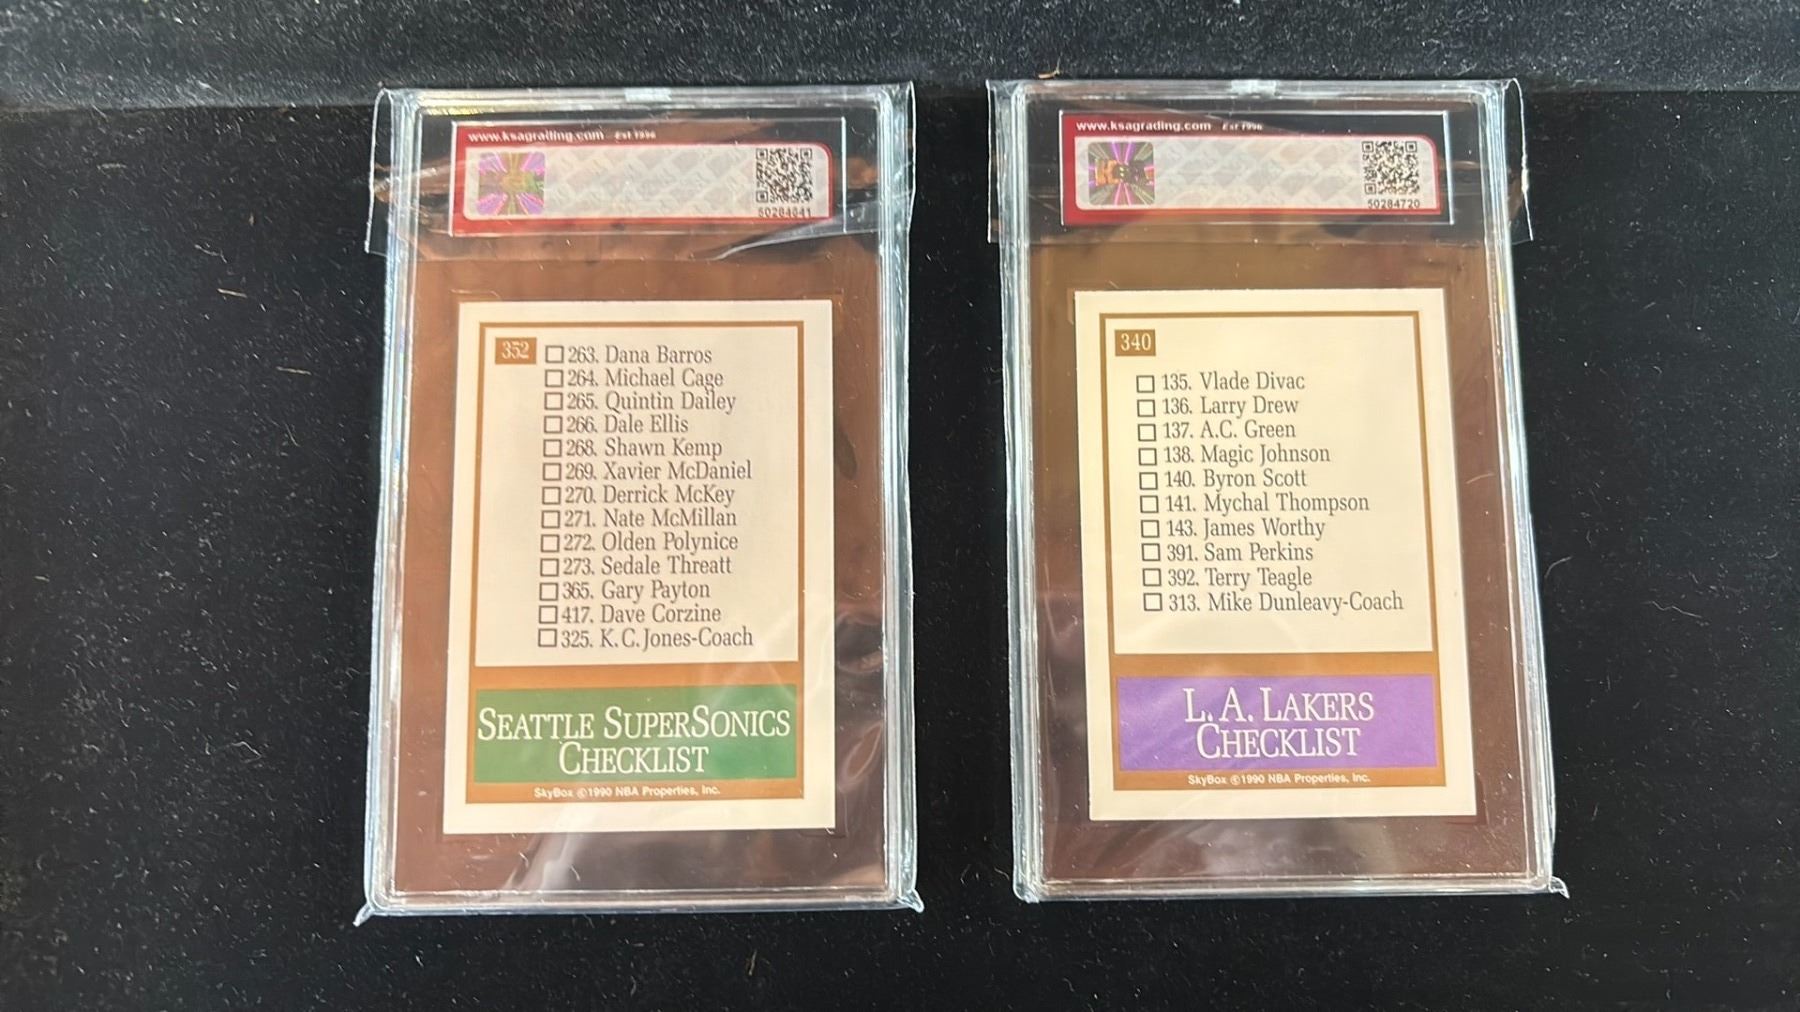 www.ksagrading.com Est 1996
50284841
352
263. Dana Barros
264. Michael Cage
265. Quintin Dailey
266. Dale Ellis
268. Shawn Kemp
269. Xavier McDaniel
270. Derrick McKey
271. Nate McMillan
272. Olden Polynice
273. Sedale Threatt
365. Gary Payton
417. Dave Corzine
325. K.C. Jones-Coach
SEATTLE SUPERSONICS
CHECKLIST
SkyBox ©1990 NBA Properties, Inc.
www.ksagrading.com Est 1996
50284720
340
135. Vlade Divac
136. Larry Drew
137. A.C. Green
138. Magic Johnson
140. Byron Scott
141. Mychal Thompson
143. James Worthy
391. Sam Perkins
392. Terry Teagle
313. Mike Dunleavy-Coach
L.A. LAKERS
CHECKLIST
SkyBox ©1990 NBA Properties, Inc.